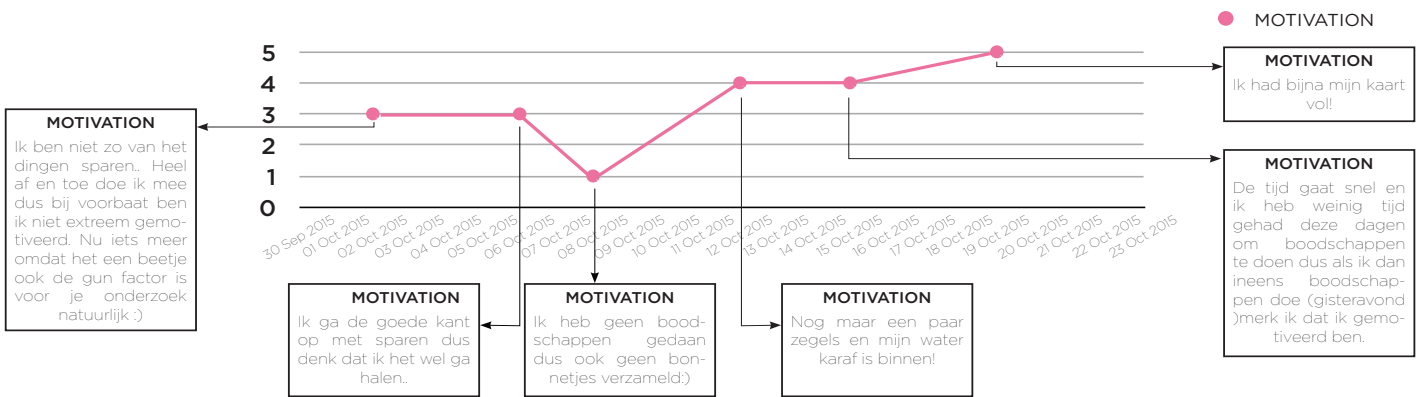 MOTIVATION
5
4
3
2
1
0
30 Sep 2015
01 Oct 2015
02 Oct 2015
03 Oct 2015
04 Oct 2015
05 Oct 2015
06 Oct 2015
07 Oct 2015
08 Oct 2015
09 Oct 2015
10 Oct 2015
11 Oct 2015
12 Oct 2015
13 Oct 2015
14 Oct 2015
15 Oct 2015
16 Oct 2015
17 Oct 2015
18 Oct 2015
19 Oct 2015
20 Oct 2015
21 Oct 2015
22 Oct 2015
23 Oct 2015
MOTIVATION
Ik ben niet zo van het
dingen sparen.. Heel
af en toe doe ik mee
dus bij voorbaat ben
ik niet extreem gemo-
tiveerd. Nu iets meer
omdat het een beetje
ook de gun factor is
voor je onderzoek
natuurlijk :)
MOTIVATION
Ik ga de goede kant
op met sparen dus
denk dat ik het wel ga
halen..
MOTIVATION
Ik heb geen bood-
schappen gedaan
dus ook geen bon-
netjes verzameld:)
MOTIVATION
Nog maar een paar
zegels en mijn water
karaf is binnen!
MOTIVATION
Ik had bijna mijn kaart
vol!
MOTIVATION
De tijd gaat snel en
ik heb weinig tijd
gehad deze dagen
om boodschappen
te doen dus als ik dan
ineens boodschap-
pen doe (gisteravond
)merk ik dat ik gemo-
tiveerd ben.